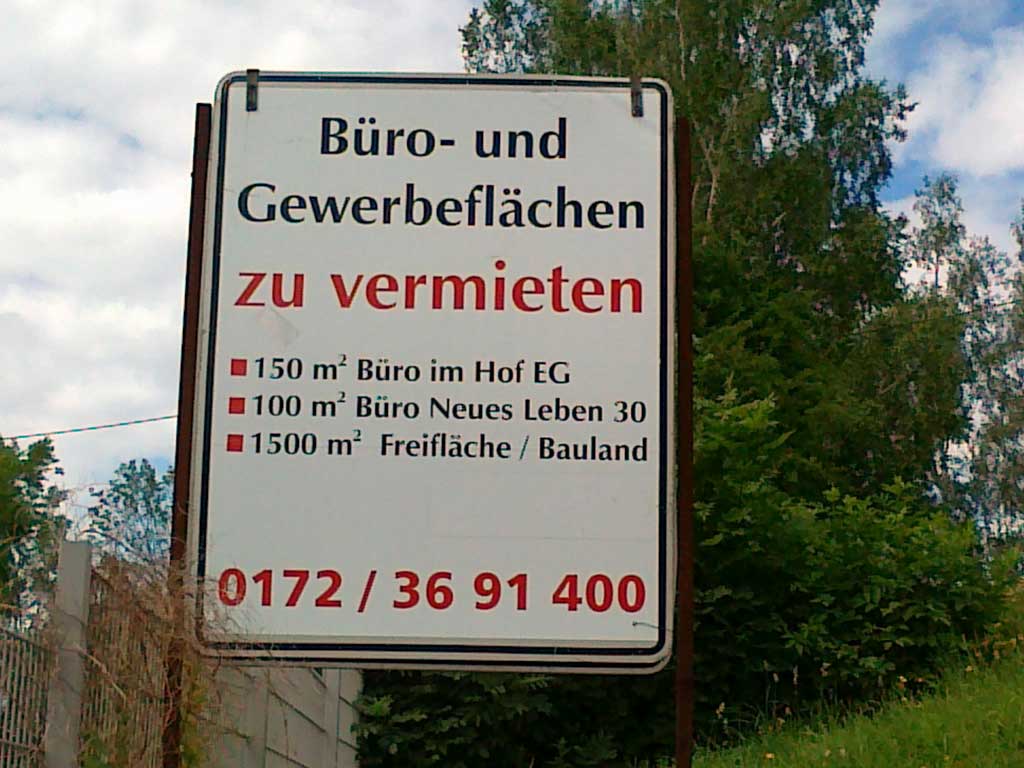 Büro- und
Gewerbeflächen
zu vermieten
150 m² Büro im Hof EG
100 m² Büro Neues Leben 30
1500 m² Freifläche / Bauland
0172 / 36 91 400